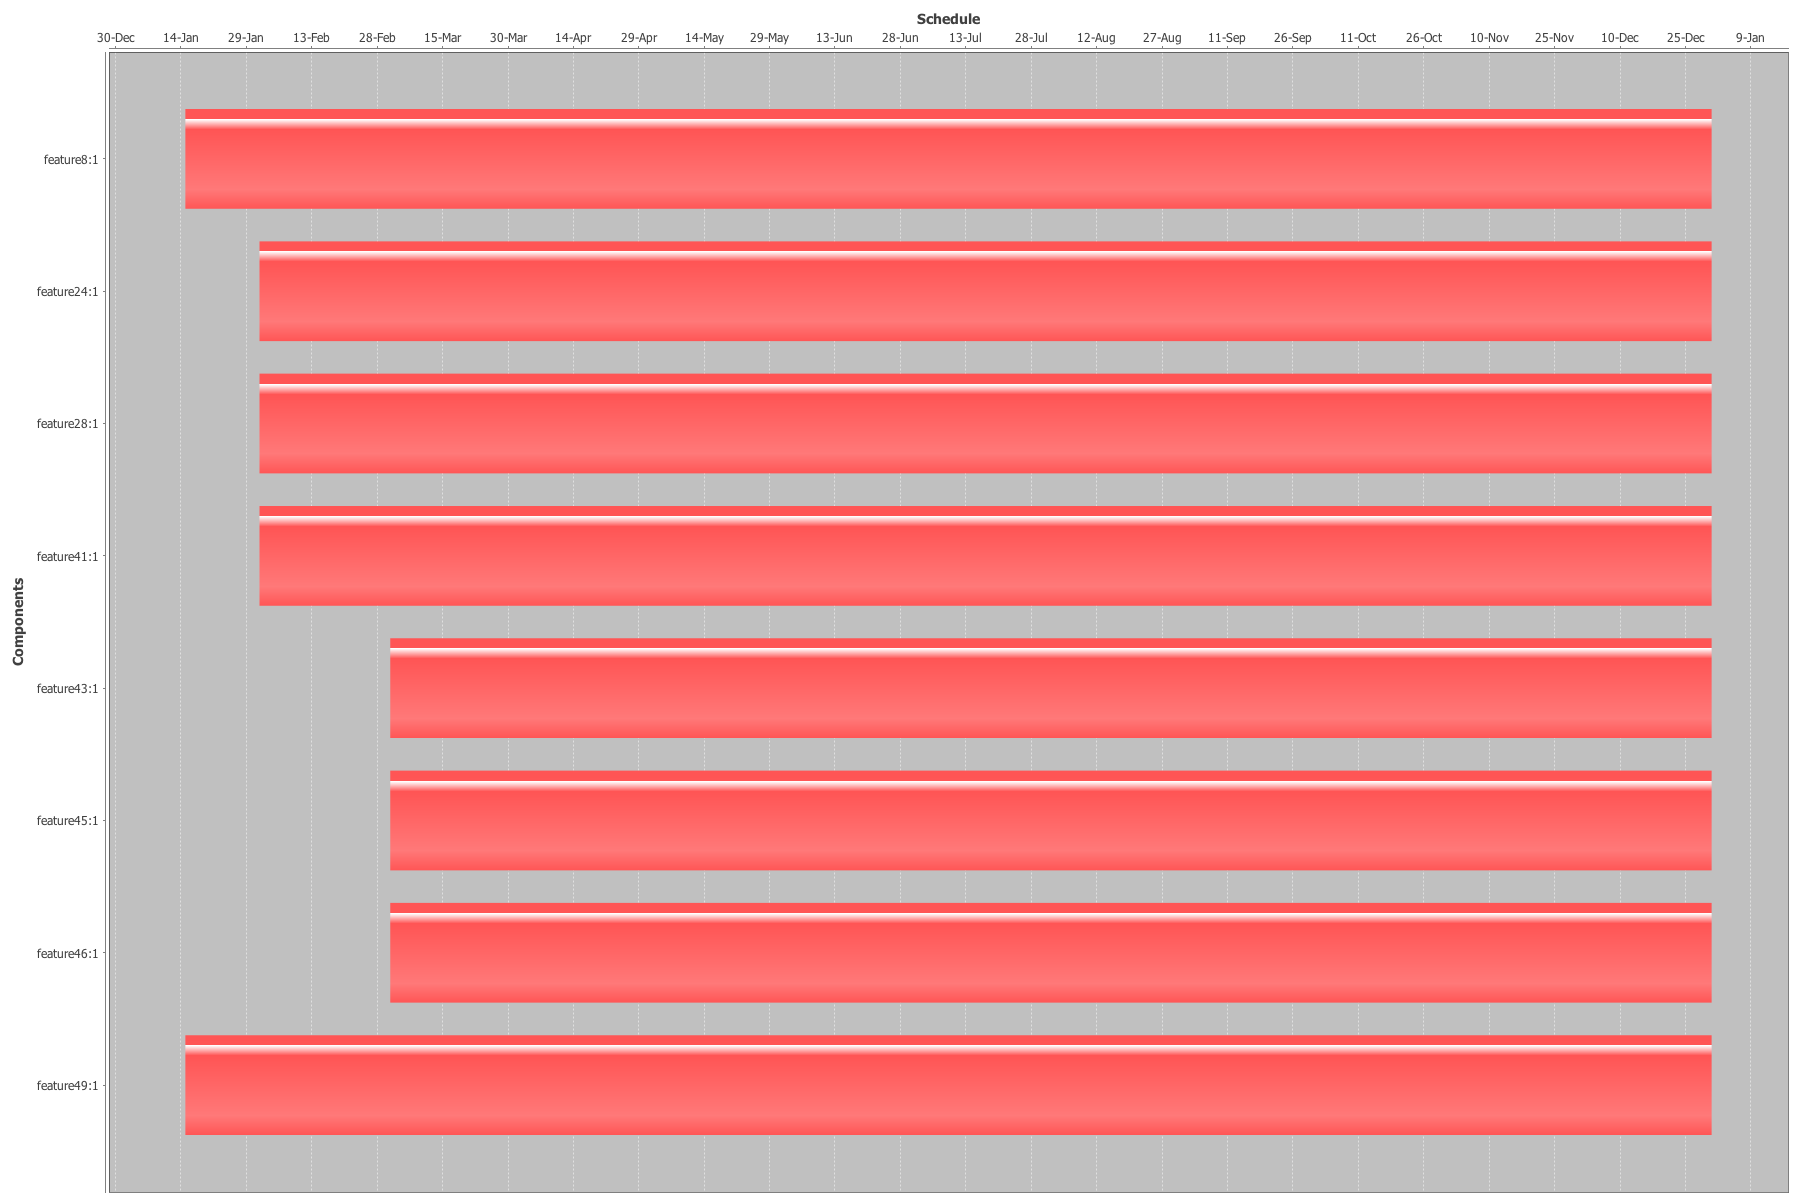 Schedule
30-Dec 14-Jan 29-Jan 13-Feb 28-Feb 15-Mar 30-Mar 14-Apr 29-Apr 14-May 29-May 13-Jun 28-Jun 13-Jul 28-Jul 12-Aug 27-Aug 11-Sep 26-Sep 11-Oct 26-Oct 10-Nov 25-Nov 10-Dec 25-Dec 9-Jan
Components
feature8:1
feature24:1
feature28:1
feature41:1
feature43:1
feature45:1
feature46:1
feature49:1